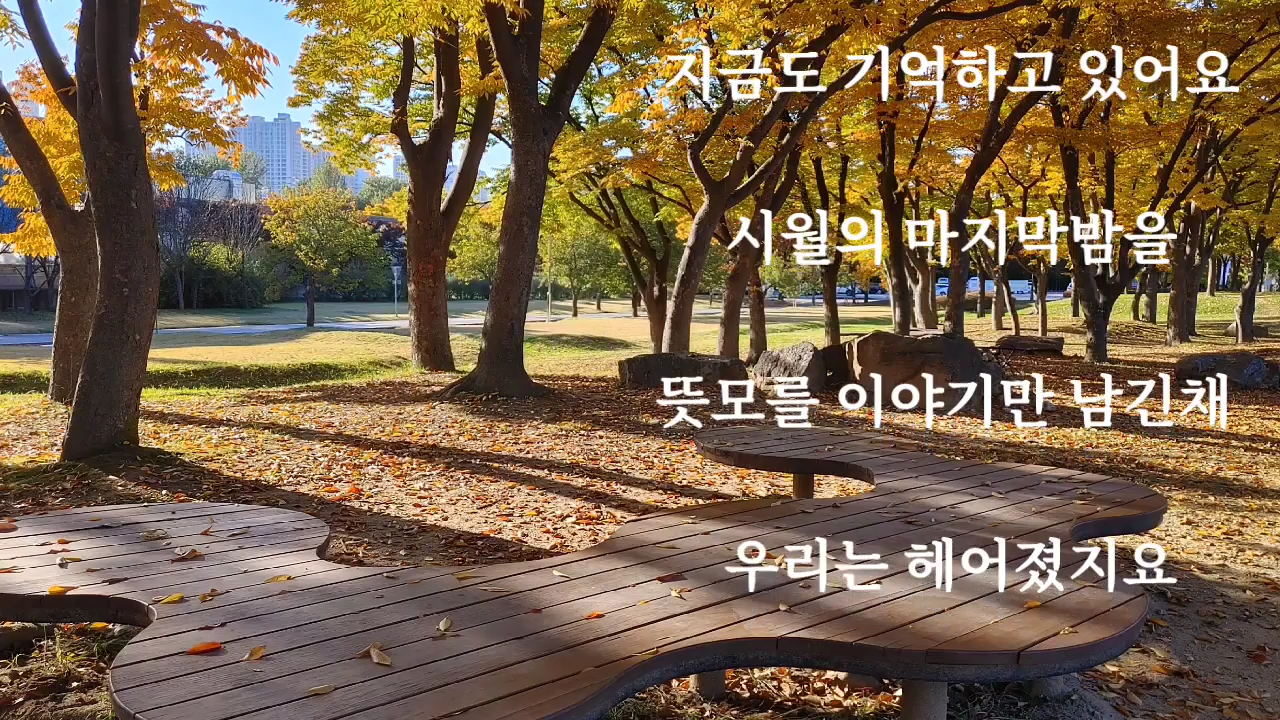 지금도 기억하고 있어요
시월의 마지막밤을
뜻모를 이야기만 남긴채
우리는 헤어졌지요